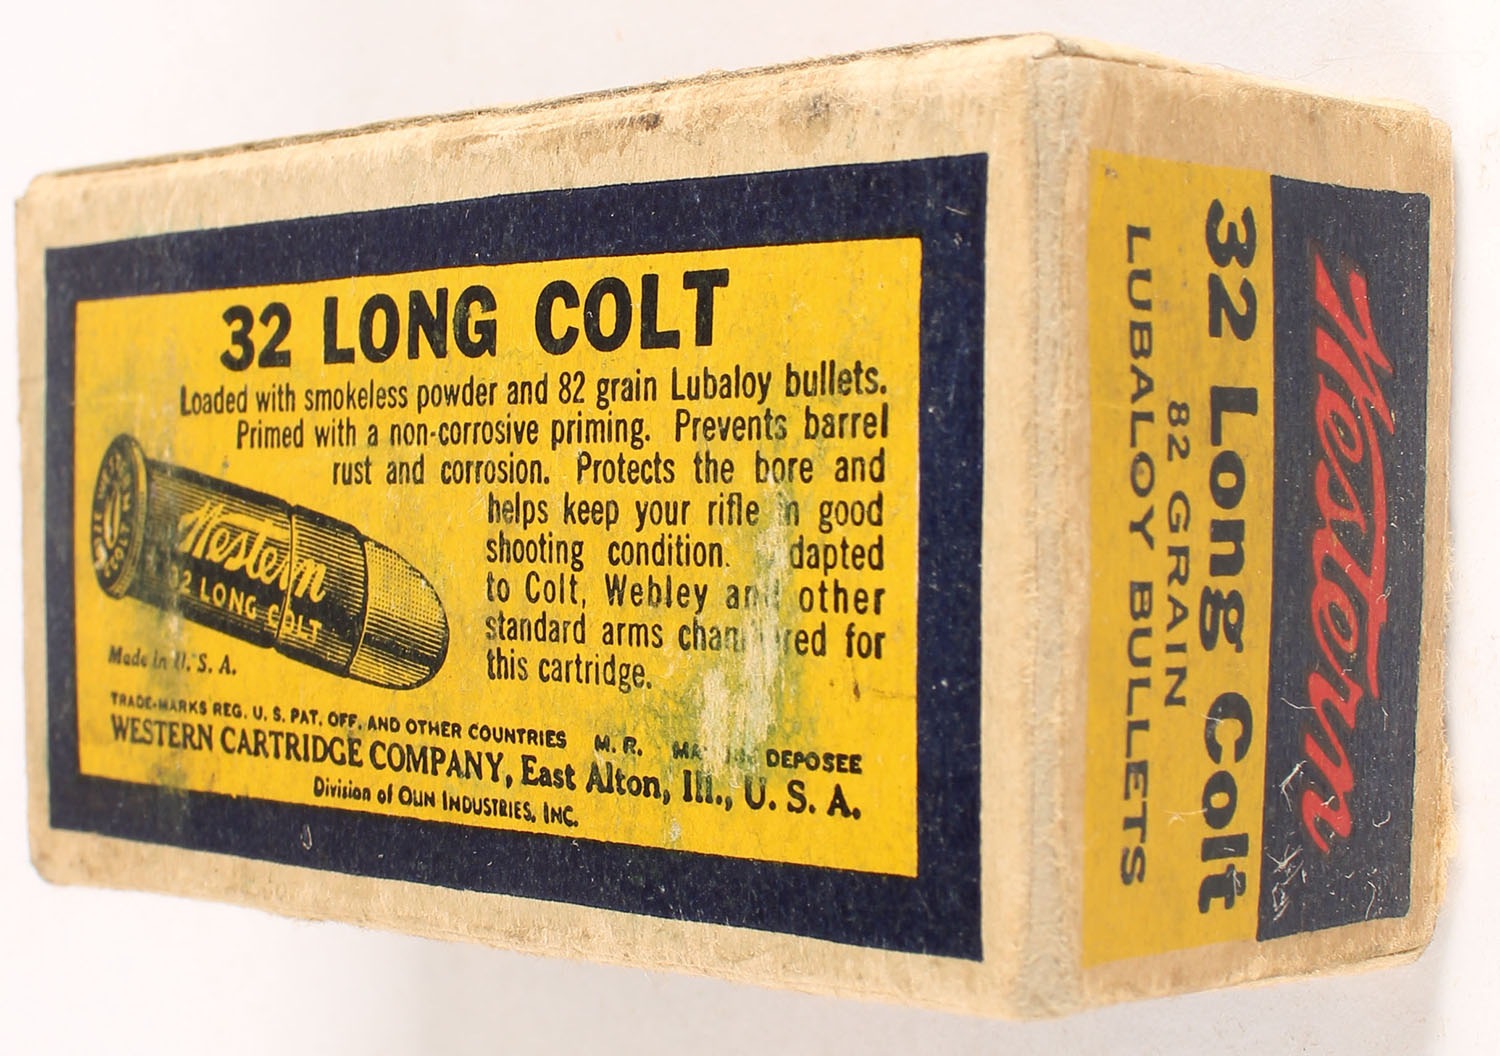 32 LONG COLT
Loaded with smokeless powder and 82 grain Lubaloy bullets.
Primed with a non-corrosive priming. Prevents barrel
rust and corrosion. Protects the bore and
helps keep your rifle in good
shooting condition. dapted
to Colt, Webley and other
standard arms cham red for
this cartridge.
Western
32 LONG COLT
Made in U. S. A.
TRADE-MARKS REG. U. S. PAT. OFF. AND OTHER COUNTRIES M. R. DEPOSEE
WESTERN CARTRIDGE COMPANY, East Alton, Ill., U. S. A.
Division of OLIN INDUSTRIES, INC.
Western
32 Long Colt
82 GRAIN
LUBALOY BULLETS